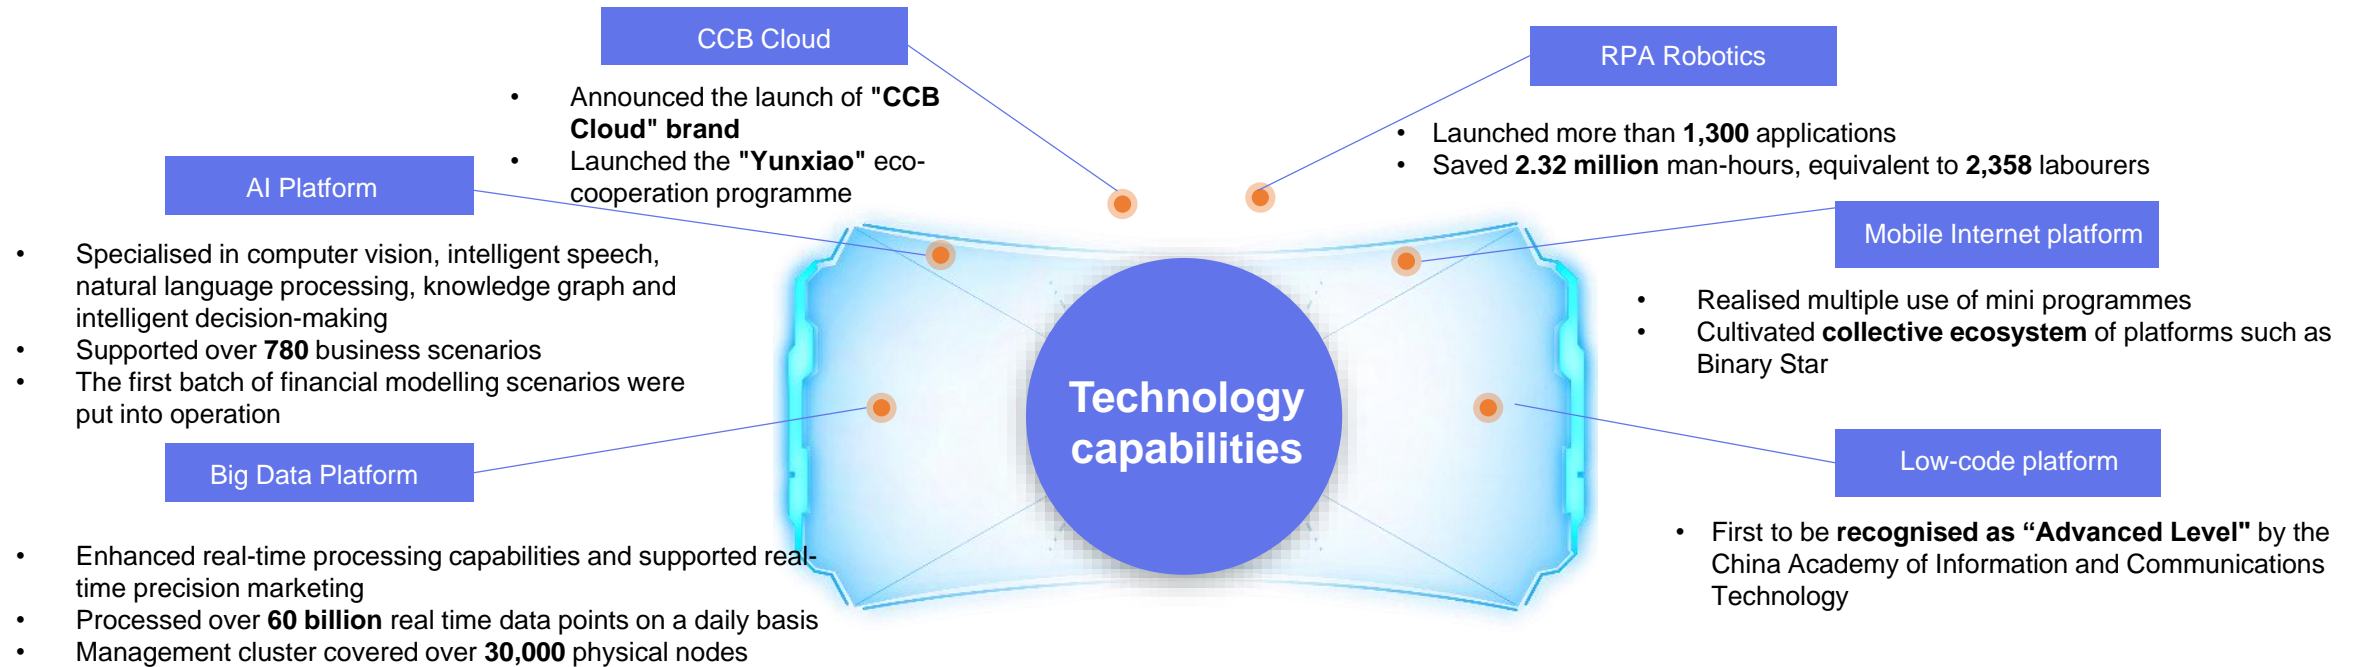 CCB Cloud
• Announced the launch of "CCB
Cloud" brand
• Launched the "Yunxiao" eco-
cooperation programme
AI Platform
• Specialised in computer vision, intelligent speech,
natural language processing, knowledge graph and
intelligent decision-making
• Supported over 780 business scenarios
• The first batch of financial modelling scenarios were
put into operation
Big Data Platform
• Enhanced real-time processing capabilities and supported real-
time precision marketing
• Processed over 60 billion real time data points on a daily basis
• Management cluster covered over 30,000 physical nodes
Technology
capabilities
RPA Robotics
• Launched more than 1,300 applications
• Saved 2.32 million man-hours, equivalent to 2,358 labourers
Mobile Internet platform
• Realised multiple use of mini programmes
• Cultivated collective ecosystem of platforms such as
Binary Star
Low-code platform
• First to be recognised as “Advanced Level" by the
China Academy of Information and Communications
Technology